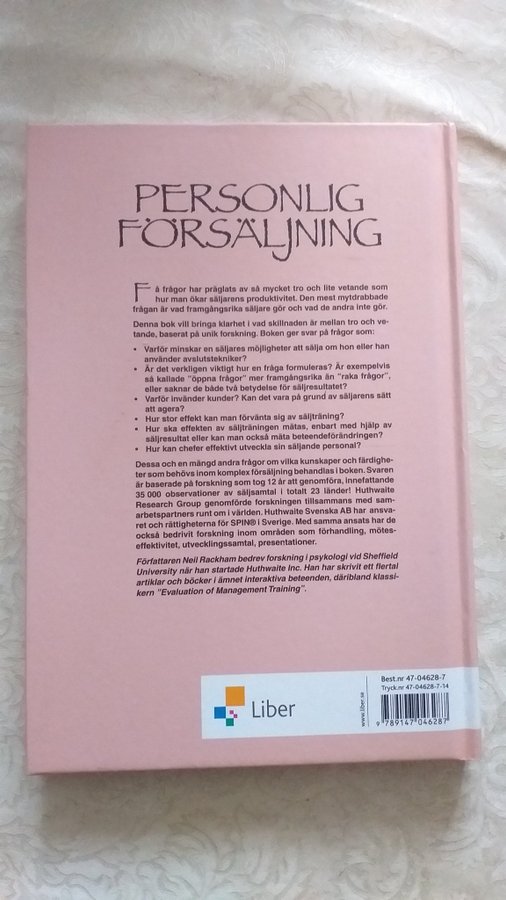 PERSONLIG
FÖRSÄLJNING
Få frågor har präglats av så mycket tro och lite vetande som
hur man ökar säljarens produktivitet. Den mest mytdrabbade
frågan är vad framgångsrika säljare gör och vad de andra inte gör.
Denna bok vill bringa klarhet i vad skillnaden är mellan tro och ve-
tande, baserat på unik forskning. Boken ger svar på frågor som:
• Varför minskar en säljares möjligheter att sälja om hon eller han
använder avslutstekniker?
• Är det verkligen viktigt hur en fråga formuleras? Är exempelvis
så kallade "öppna frågor" mer framgångsrika än "raka frågor",
eller saknar de både två betydelse för säljresultatet?
• Varför invänder kunder? Kan det vara på grund av säljarens sätt
att agera?
• Hur stor effekt kan man förvänta sig av säljträning?
• Hur ska effekten av säljträningen mätas, enbart med hjälp av
säljresultat eller kan man också mäta beteendeförändringen?
• Hur kan chefer effektivt utveckla sin säljande personal?
Dessa och en mängd andra frågor om vilka kunskaper och färdighe-
ter som behövs inom komplex försäljning behandlas i boken. Svaren
är baserade på forskning som tog 12 år att genomföra, innefattande
35 000 observationer av säljsamtal i totalt 23 länder! Huthwaite
Research Group genomförde forskningen tillsammans med sam-
arbetspartners runt om i världen. Huthwaite Svenska AB har ansva-
ret och rättigheterna för SPIN® i Sverige. Med samma ansats har de
också bedrivit forskning inom områden som förhandling, mötes-
effektivitet, utvecklingssamtal, presentationer.
Författaren Neil Rackham bedrev forskning i psykologi vid Sheffield
University när han startade Huthwaite Inc. Han har skrivit ett flertal
artiklar och böcker i ämnet interaktiva beteenden, däribland klassi-
kern "Evaluation of Management Training".
Liber
www.liber.se
Best.nr 47-04628-7
Tryck.nr 47-04628-7-14
9 789147 046287